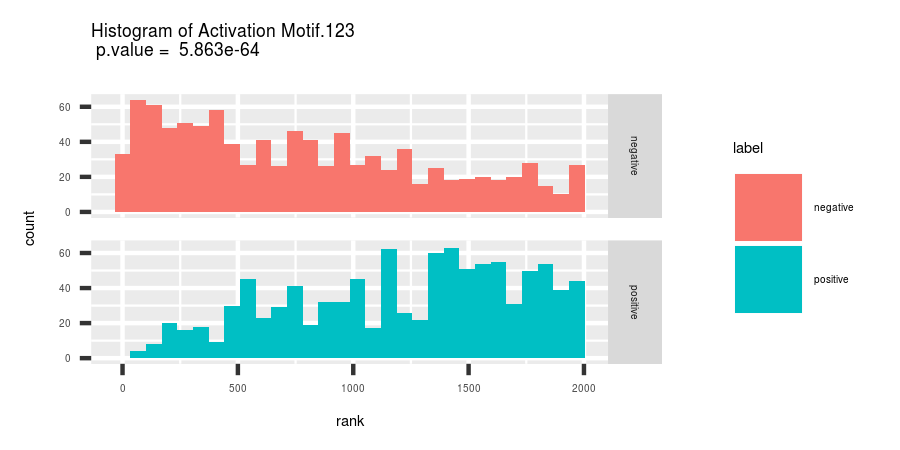 Histogram of Activation Motif.123
p.value = 5.863e-64
count
60
40
20
0
negative
60
40
20
0
positive
0 500 1000 1500 2000
rank
label
negative
positive